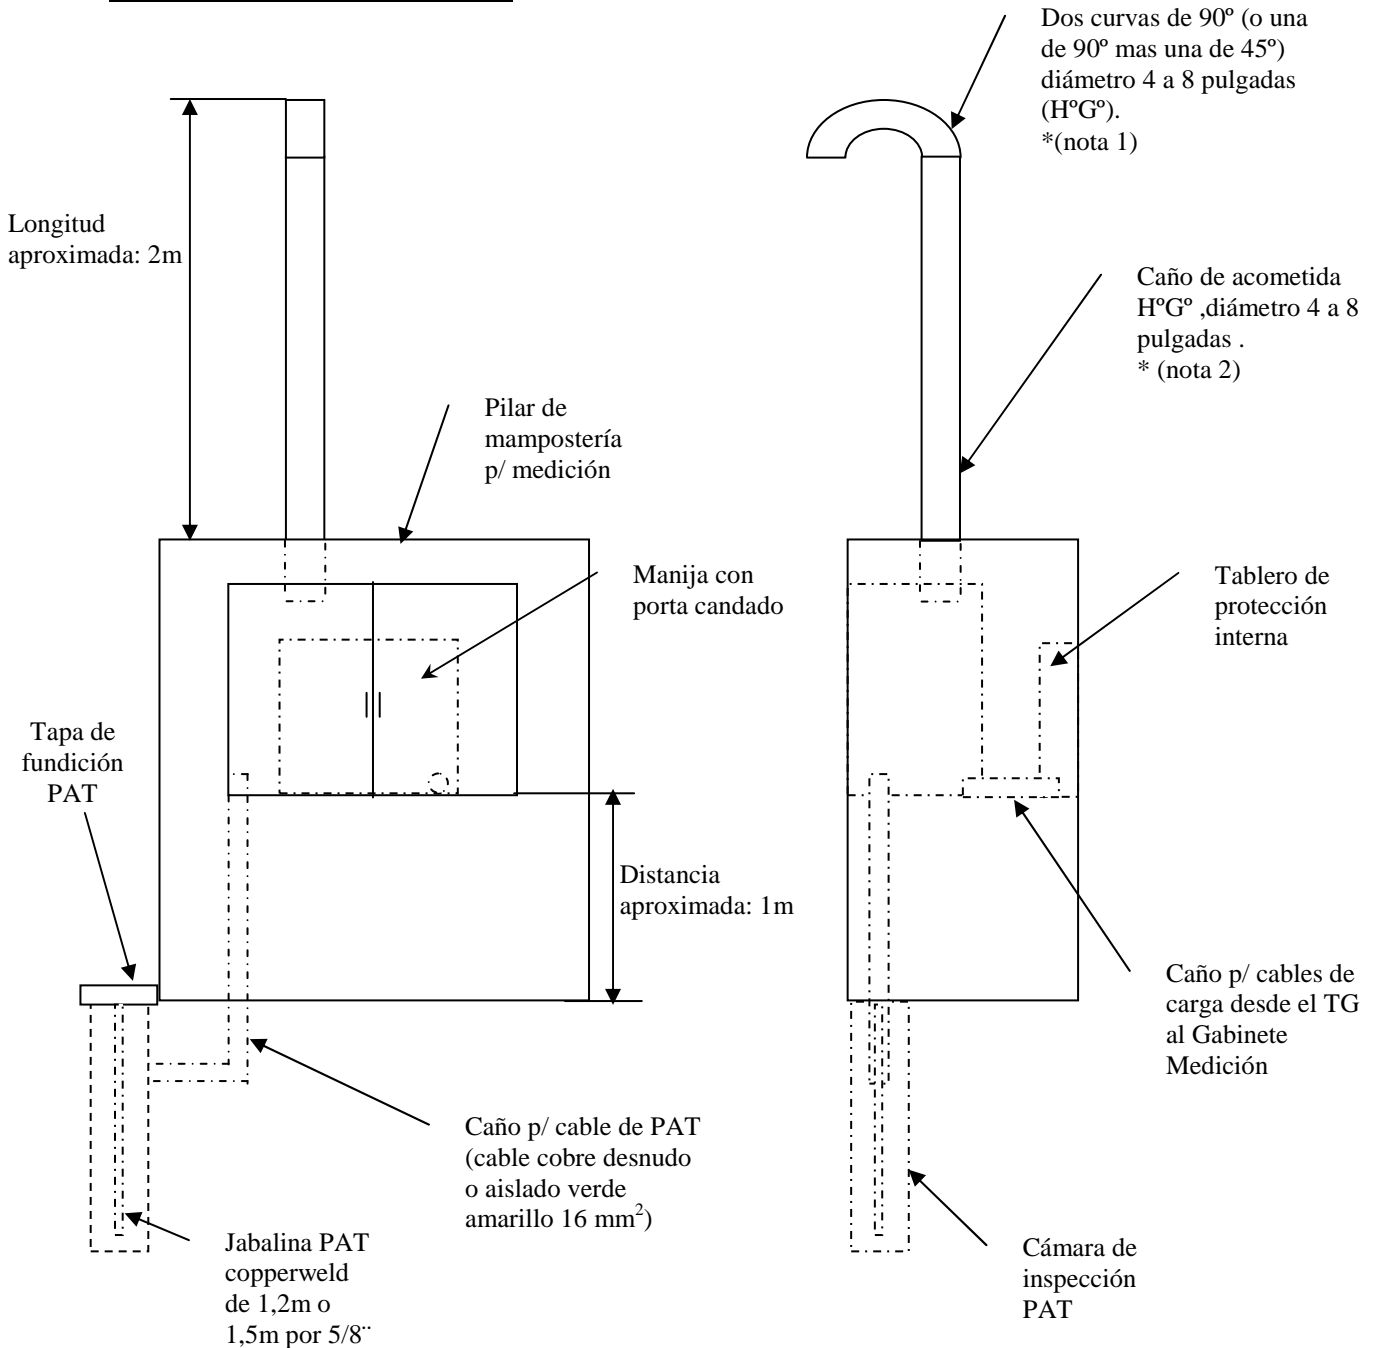 Dos curvas de 90º (o una
de 90º mas una de 45º)
diámetro 4 a 8 pulgadas
(HºGº).
*(nota 1)
Longitud
aproximada: 2m
Caño de acometida
HºGº ,diámetro 4 a 8
pulgadas .
* (nota 2)
Pilar de
mampostería
p/ medición
Manija con
porta candado
Tablero de
protección
interna
Tapa de
fundición
PAT
Distancia
aproximada: 1m
Caño p/ cables de
carga desde el TG
al Gabinete
Medición
Caño p/ cable de PAT
(cable cobre desnudo
o aislado verde
amarillo 16 mm²)
Jabalina PAT
copperweld
de 1,2m o
1,5m por 5/8¨
Cámara de
inspección
PAT